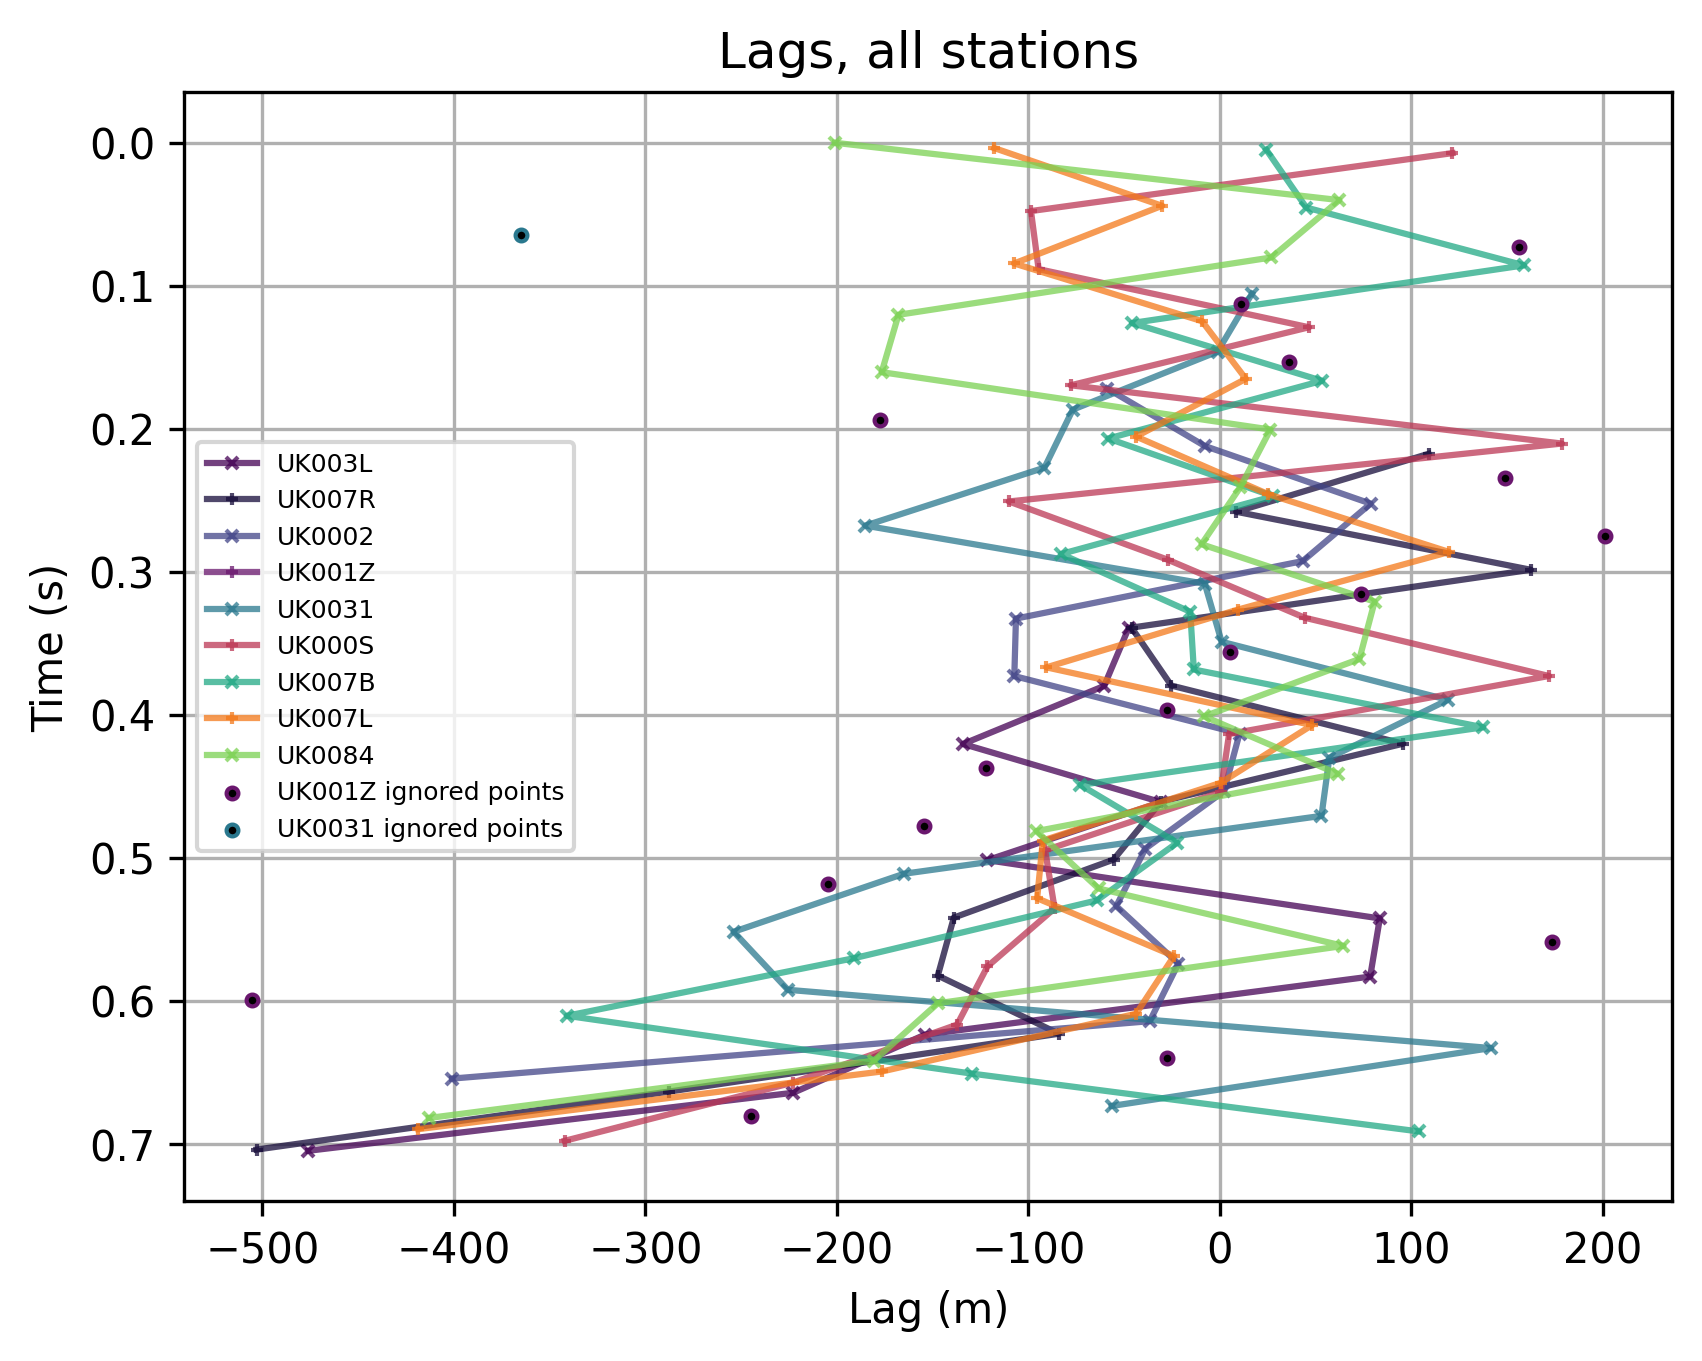 Lags, all stations
0.0
0.1
0.2
0.3
0.4
0.5
0.6
0.7
Time (s)
UK003L
UK007R
UK0002
UK001Z
UK0031
UK000S
UK007B
UK007L
UK0084
UK001Z ignored points
UK0031 ignored points
−500 −400 −300 −200 −100 0 100 200
Lag (m)